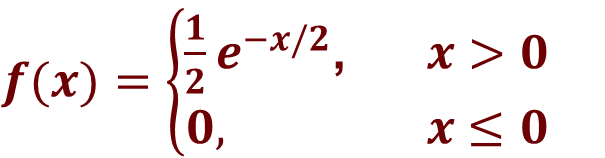 f(x) = { 1/2 e^{-x/2}, x > 0
0, x ≤ 0